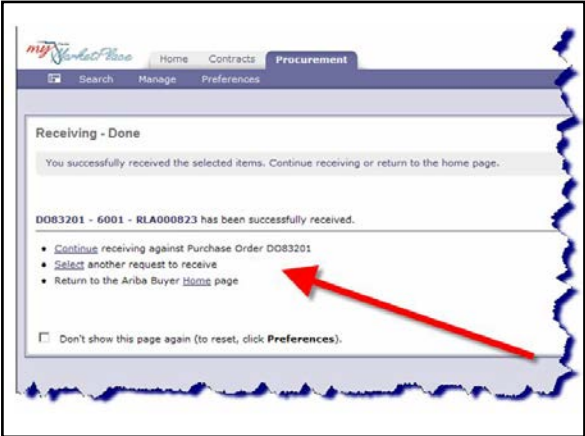 my MarketPlace
Home Contracts Procurement
Search Manage Preferences
Receiving - Done
You successfully received the selected items. Continue receiving or return to the home page.
DO83201 - 6001 - RLA000823 has been successfully received.
• Continue receiving against Purchase Order DO83201
• Select another request to receive
• Return to the Ariba Buyer Home page
Don't show this page again (to reset, click Preferences).